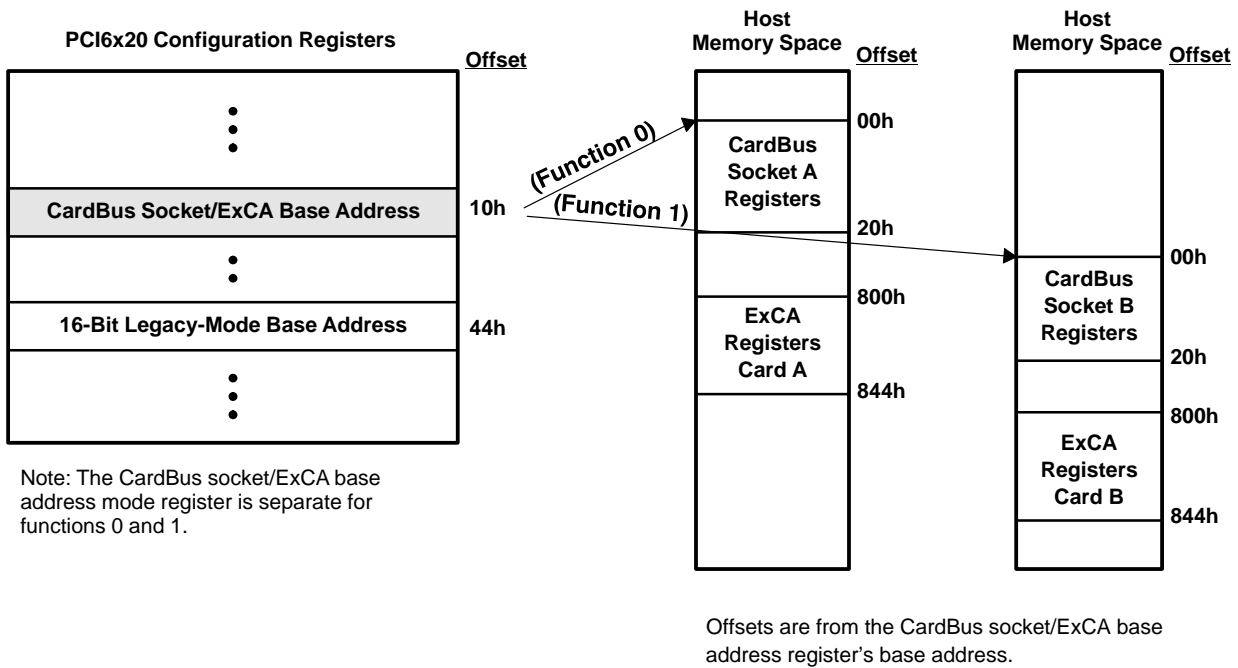 PCI6x20 Configuration Registers
Offset
CardBus Socket/ExCA Base Address
10h
16-Bit Legacy-Mode Base Address
44h
Note: The CardBus socket/ExCA base
address mode register is separate for
functions 0 and 1.
(Function 0)
(Function 1)
Host
Memory Space
Offset
00h
CardBus
Socket A
Registers
20h
800h
ExCA
Registers
Card A
844h
Host
Memory Space
Offset
00h
CardBus
Socket B
Registers
20h
800h
ExCA
Registers
Card B
844h
Offsets are from the CardBus socket/ExCA base
address register’s base address.